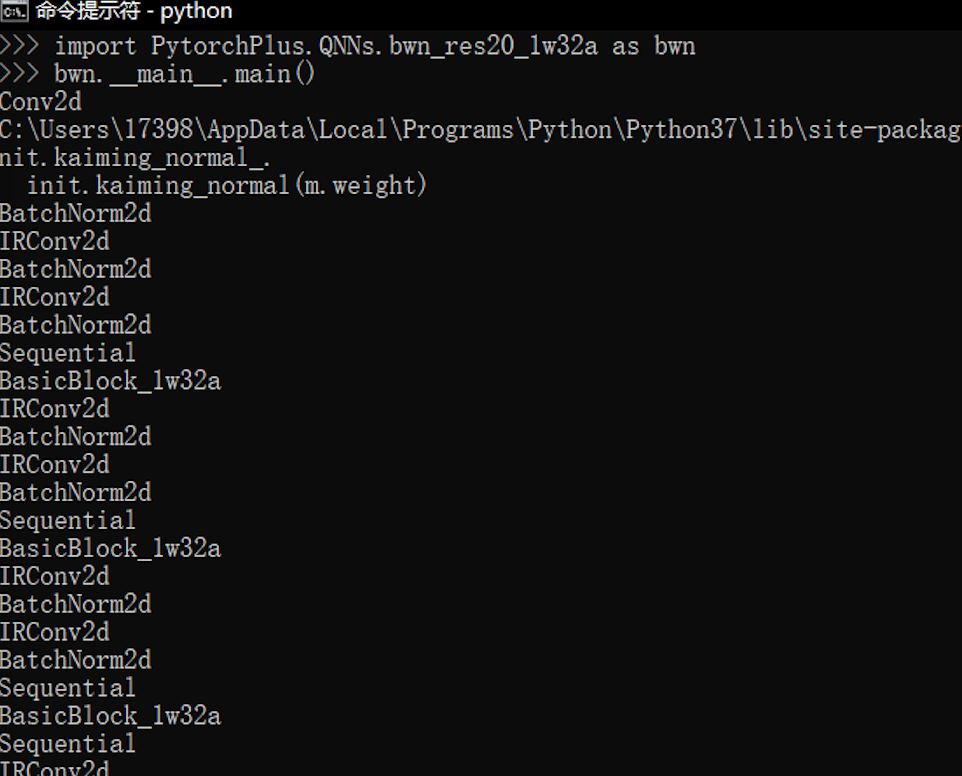 命令提示符 - python
>>> import PytorchPlus.QNNs.bwn_res20_1w32a as bwn
>>> bwn.__main__.main()
Conv2d
C:\Users\17398\AppData\Local\Programs\Python\Python37\lib\site-packag
nit.kaiming_normal_.
init.kaiming_normal(m.weight)
BatchNorm2d
IRConv2d
BatchNorm2d
IRConv2d
BatchNorm2d
Sequential
BasicBlock_1w32a
IRConv2d
BatchNorm2d
IRConv2d
BatchNorm2d
Sequential
BasicBlock_1w32a
IRConv2d
BatchNorm2d
IRConv2d
BatchNorm2d
Sequential
BasicBlock_1w32a
Sequential
IRConv2d